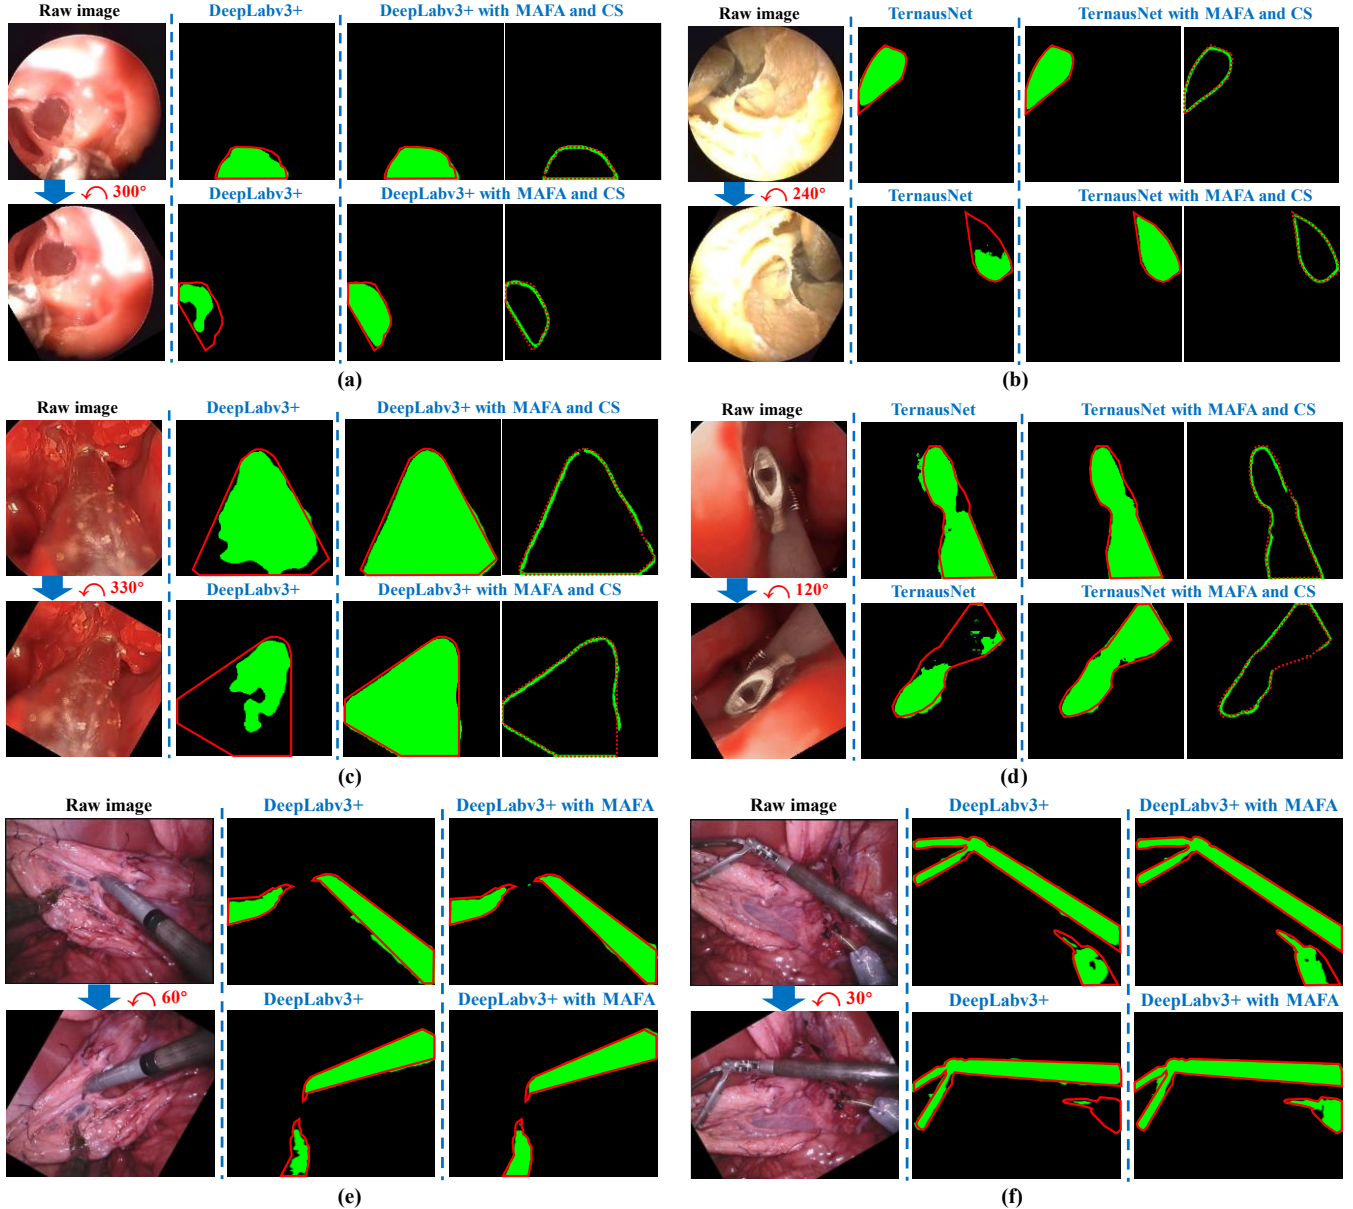 Raw image DeepLabv3+ DeepLabv3+ with MAFA and CS
300° DeepLabv3+ DeepLabv3+ with MAFA and CS
(a)
Raw image TernausNet TernausNet with MAFA and CS
240° TernausNet TernausNet with MAFA and CS
(b)
Raw image DeepLabv3+ DeepLabv3+ with MAFA and CS
330° DeepLabv3+ DeepLabv3+ with MAFA and CS
(c)
Raw image TernausNet TernausNet with MAFA and CS
120° TernausNet TernausNet with MAFA and CS
(d)
Raw image DeepLabv3+ DeepLabv3+ with MAFA
60° DeepLabv3+ DeepLabv3+ with MAFA
(e)
Raw image DeepLabv3+ DeepLabv3+ with MAFA
30° DeepLabv3+ DeepLabv3+ with MAFA
(f)